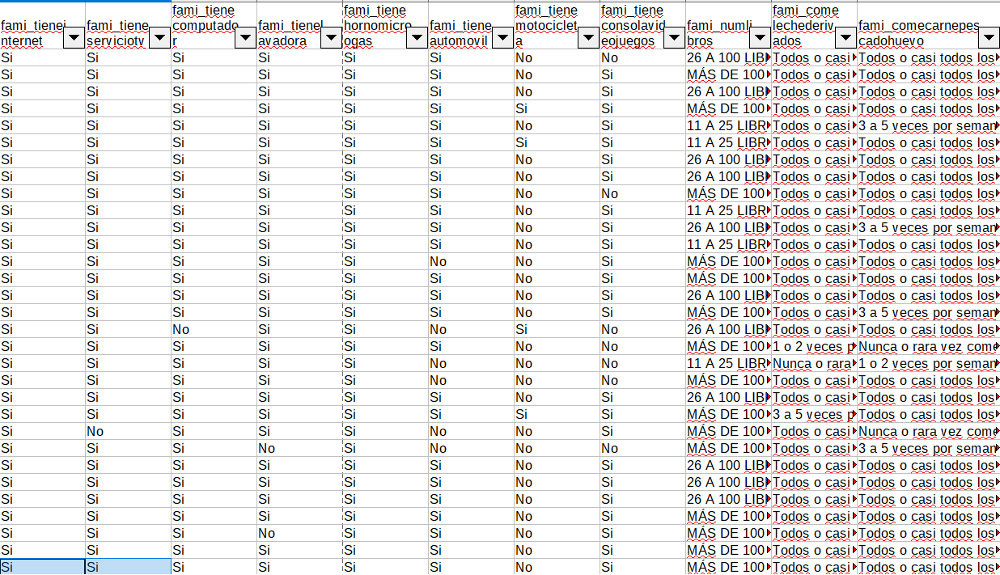 fami_tienei
nternet
fami_tiene
serviciotv
fami_tiene
computado
r
fami_tienel
avadora
fami_tiene
hornomicro
ogas
fami_tiene
automovil
fami_tiene
motociclet
a
fami_tiene
consolavid
eojuegos
fami_numli
bros
fami_come
lechederiv
ados
fami_comecarnepes
cadohuevo
Si Si Si Si Si Si No No 26 A 100 LIB Todos o casi Todos o casi todos los
Si Si Si Si Si Si No Si MÁS DE 100 Todos o casi Todos o casi todos los
Si Si Si Si Si Si No Si 26 A 100 LIB Todos o casi Todos o casi todos los
Si Si Si Si Si Si Si Si MÁS DE 100 Todos o casi Todos o casi todos los
Si Si Si Si Si Si No Si 11 A 25 LIBR Todos o casi 3 a 5 veces por seman
Si Si Si Si Si Si Si Si 11 A 25 LIBR Todos o casi Todos o casi todos los
Si Si Si Si Si Si No Si 26 A 100 LIB Todos o casi Todos o casi todos los
Si Si Si Si Si Si No Si 26 A 100 LIB Todos o casi Todos o casi todos los
Si Si Si Si Si Si No No MÁS DE 100 Todos o casi Todos o casi todos los
Si Si Si Si Si Si No Si 11 A 25 LIBR Todos o casi Todos o casi todos los
Si Si Si Si Si Si No Si 26 A 100 LIB Todos o casi 3 a 5 veces por seman
Si Si Si Si Si Si No Si 11 A 25 LIBR Todos o casi Todos o casi todos los
Si Si Si Si Si No No Si MÁS DE 100 Todos o casi Todos o casi todos los
Si Si Si Si Si Si No Si MÁS DE 100 Todos o casi Todos o casi todos los
Si Si Si Si Si Si No Si 26 A 100 LIB Todos o casi Todos o casi todos los
Si Si Si Si Si Si No Si MÁS DE 100 Todos o casi 3 a 5 veces por seman
Si Si No Si Si No Si No 26 A 100 LIB Todos o casi Todos o casi todos los
Si Si Si Si Si Si No No MÁS DE 100 1 o 2 veces p Nunca o rara vez come
Si Si Si Si Si No No No 11 A 25 LIBR Nunca o rara 1 o 2 veces por seman
Si Si Si Si Si No No No MÁS DE 100 Todos o casi Todos o casi todos los
Si Si Si Si Si Si No Si 26 A 100 LIB Todos o casi Todos o casi todos los
Si Si Si Si Si Si Si Si MÁS DE 100 3 a 5 veces p Todos o casi todos los
Si No Si Si Si No No Si MÁS DE 100 Todos o casi Nunca o rara vez come
Si Si Si No Si No No No MÁS DE 100 Todos o casi 3 a 5 veces por seman
Si Si Si Si Si Si No Si 26 A 100 LIB Todos o casi Todos o casi todos los
Si Si Si Si Si Si No Si 26 A 100 LIB Todos o casi Todos o casi todos los
Si Si Si Si Si Si No Si 26 A 100 LIB Todos o casi Todos o casi todos los
Si Si Si Si Si Si No Si MÁS DE 100 Todos o casi Todos o casi todos los
Si Si Si No Si Si No Si MÁS DE 100 Todos o casi Todos o casi todos los
Si Si Si Si Si Si No Si MÁS DE 100 Todos o casi Todos o casi todos los
Si Si Si Si Si Si No Si MÁS DE 100 Todos o casi Todos o casi todos los